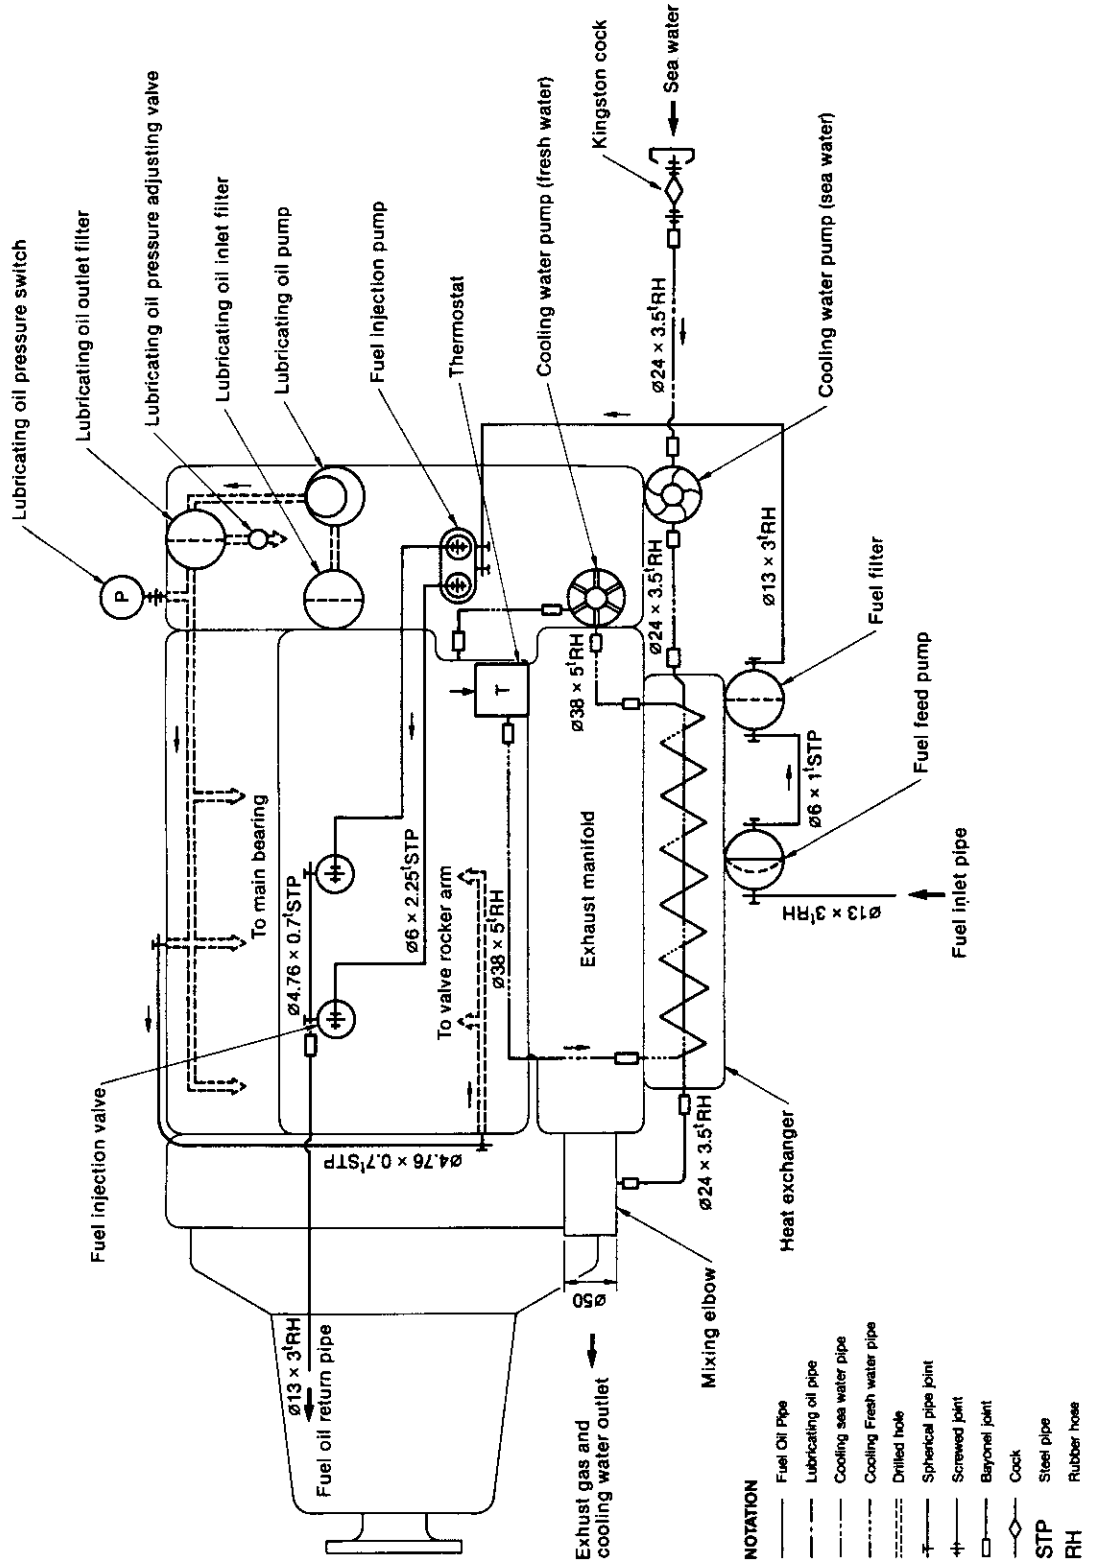 Lubricating oil pressure switch
Lubricating oil outlet filter
Lubricating oil pressure adjusting valve
Lubricating oil inlet filter
Lubricating oil pump
Fuel injection pump
Thermostat
Cooling water pump (fresh water)
Kingston cock
Sea water
Cooling water pump (sea water)
Fuel filter
Fuel feed pump
Fuel inlet pipe
P
T
ø24 × 3.5ᵗRH
ø24 × 3.5ᵗRH
ø13 × 3ᵗRH
ø38 × 5ᵗRH
ø6 × 1ᵗSTP
ø13 × 3ᵗRH
To main bearing
ø4.76 × 0.7ᵗSTP
ø6 × 2.25ᵗSTP
To valve rocker arm
ø38 × 5ᵗRH
Exhaust manifold
Fuel injection valve
ø4.76 × 0.7ᵗSTP
ø24 × 3.5ᵗRH
Heat exchanger
Mixing elbow
ø50
ø13 × 3ᵗRH
Fuel oil return pipe
Exhust gas and
cooling water outlet
NOTATION
Fuel Oil Pipe
Lubricating oil pipe
Cooling sea water pipe
Cooling Fresh water pipe
Drilled hole
Spherical pipe joint
Screwed joint
Bayonel joint
Cock
STP Steel pipe
RH Rubber hose